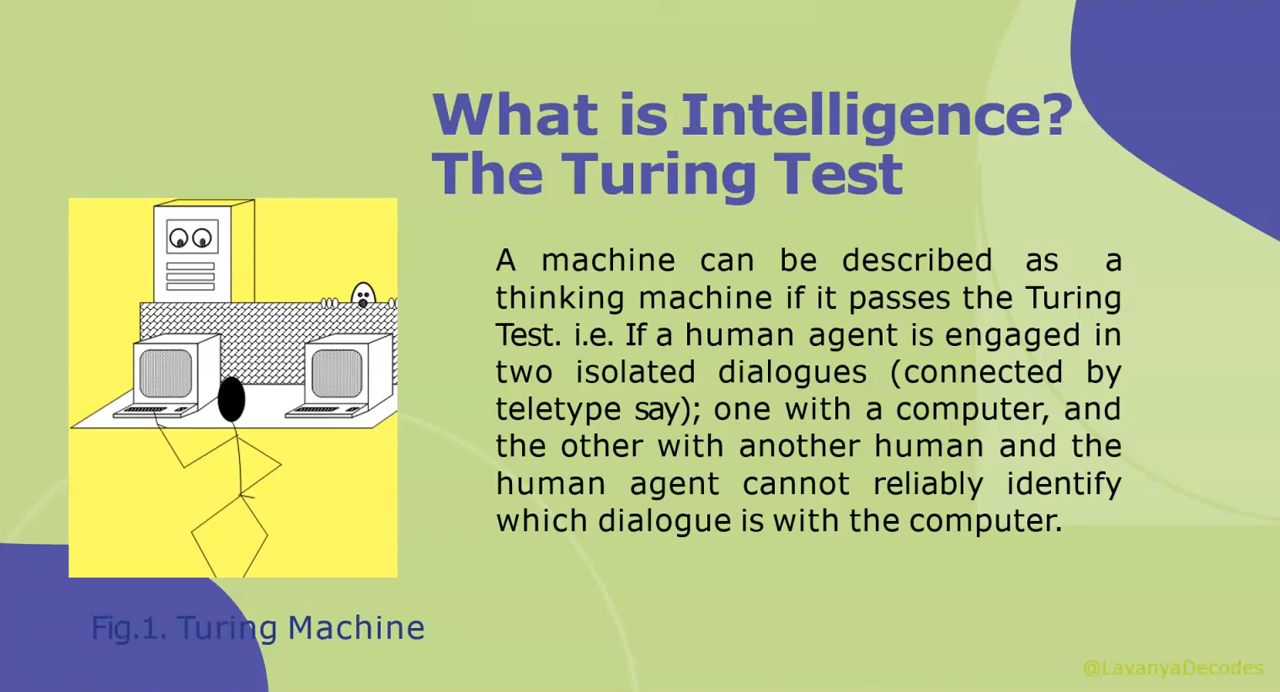 What is Intelligence?
The Turing Test
A machine can be described as a
thinking machine if it passes the Turing
Test. i.e. If a human agent is engaged in
two isolated dialogues (connected by
teletype say); one with a computer, and
the other with another human and the
human agent cannot reliably identify
which dialogue is with the computer.
Fig.1. Turing Machine
@LavanyaDecodes